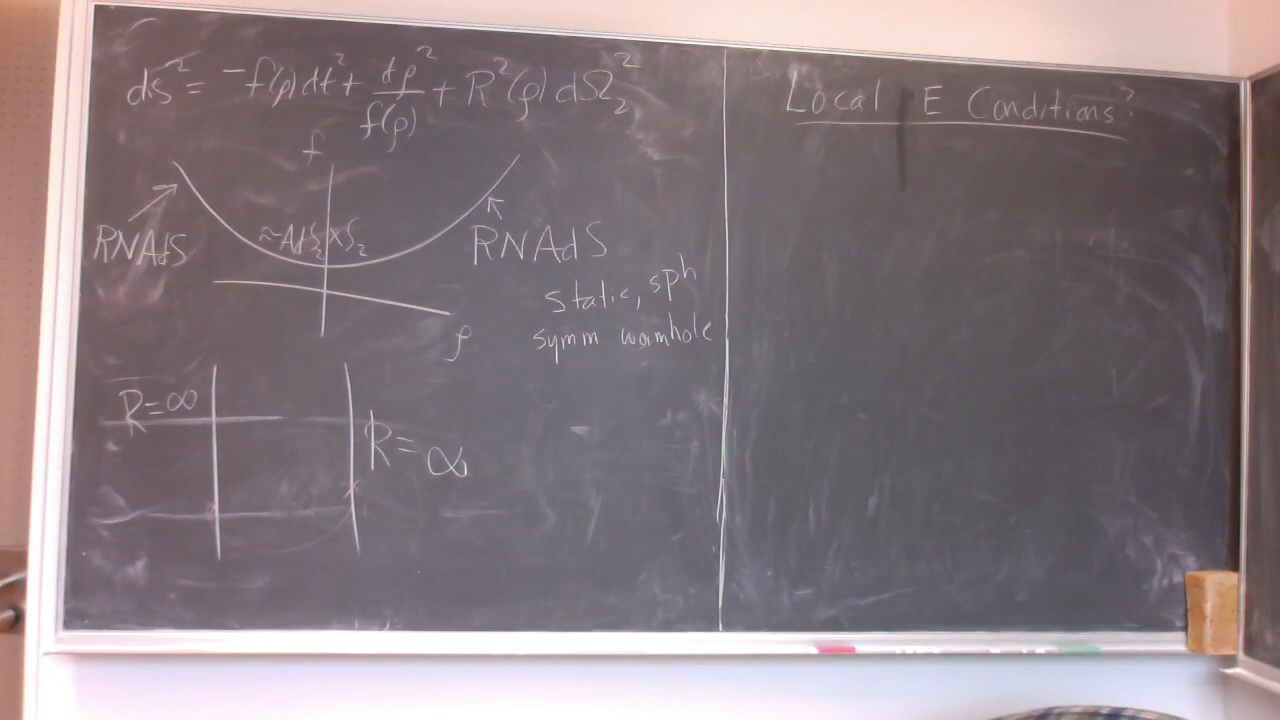 ds² = -f(ρ)dt² + dρ²/f(ρ) + R²(ρ)dΩ₂²
f
RNAdS
≈AdS₂×S₂
RNAdS
static, sph
symm wormhole
ρ
R=∞
R=∞
Local E Conditions?